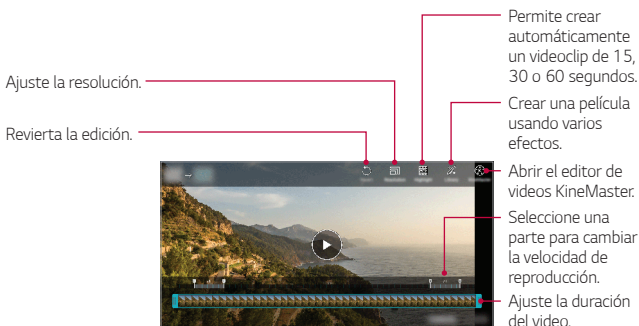 Ajuste la resolución.
Revierta la edición.
Permite crear
automáticamente
un videoclip de 15,
30 o 60 segundos.
Crear una película
usando varios
efectos.
Abrir el editor de
videos KineMaster.
Seleccione una
parte para cambiar
la velocidad de
reproducción.
Ajuste la duración
del video.